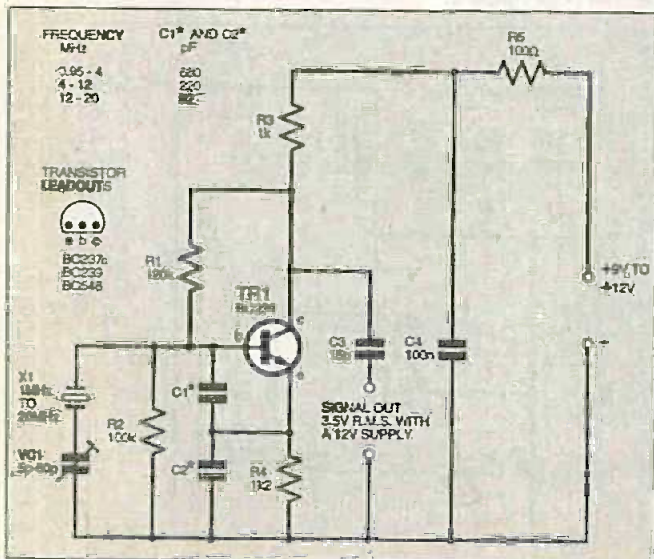 FREQUENCY
MHz
C1* AND C2*
pF
0.95 - 4
680
4 - 12
220
12 - 20
TRANSISTOR
LEADOUTS
e b c
BC237c
BC239
BC548
R5
100Ω
R3
1k
R1
TR1
b
c
e
+9V TO
+12V
C3
C4
100n
X1
1MHz
TO
20MHz
R2
100k
C1*
C2*
SIGNAL OUT
3.5V R.M.S. WITH
A 12V SUPPLY.
VC1
R4
1k2